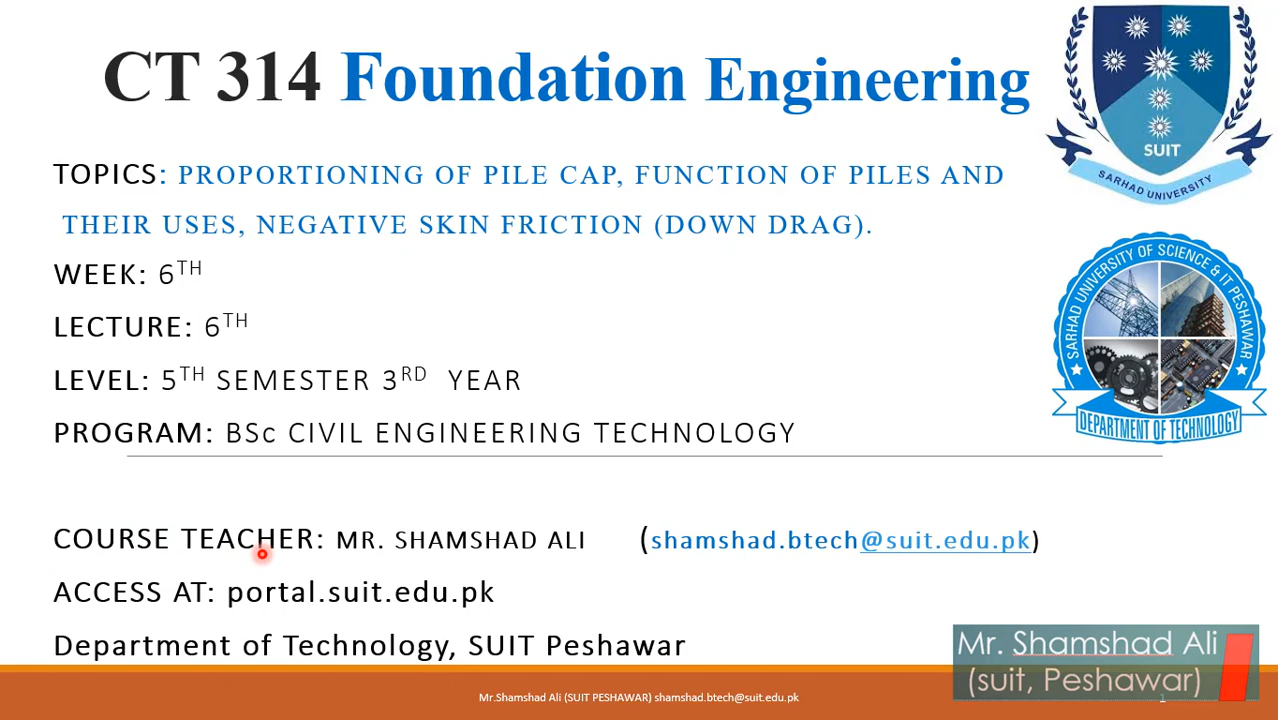 CT 314 Foundation Engineering
TOPICS: PROPORTIONING OF PILE CAP, FUNCTION OF PILES AND
THEIR USES, NEGATIVE SKIN FRICTION (DOWN DRAG).
WEEK: 6TH
LECTURE: 6TH
LEVEL: 5TH SEMESTER 3RD YEAR
PROGRAM: BSc CIVIL ENGINEERING TECHNOLOGY
COURSE TEACHER: MR. SHAMSHAD ALI (shamshad.btech@suit.edu.pk)
ACCESS AT: portal.suit.edu.pk
Department of Technology, SUIT Peshawar
SUIT
SARHAD UNIVERSITY
SARHAD UNIVERSITY OF SCIENCE & IT PESHAWAR
DEPARTMENT OF TECHNOLOGY
Mr. Shamshad Ali
(suit, Peshawar)
Mr.Shamshad Ali (SUIT PESHAWAR) shamshad.btech@suit.edu.pk
1